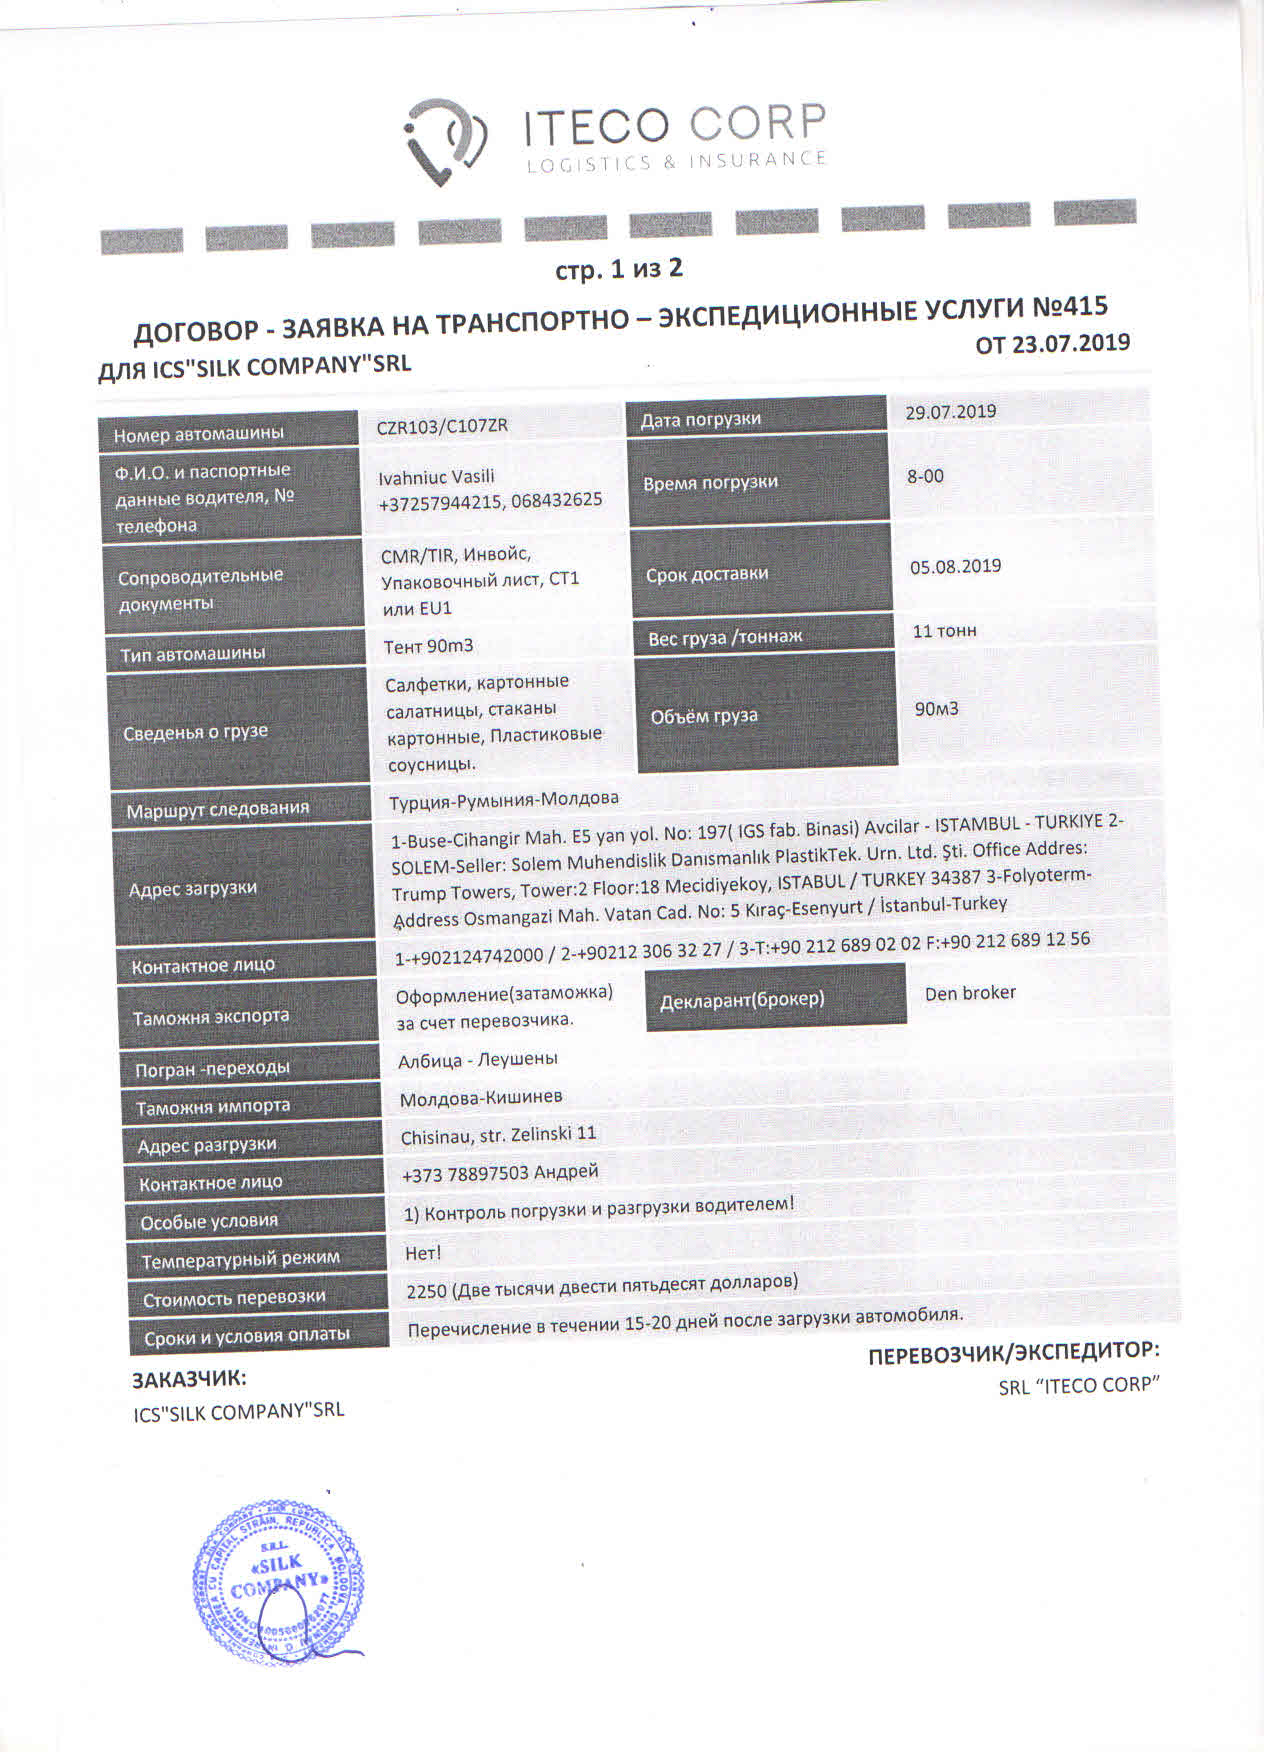 ITECO CORP
LOGISTICS & INSURANCE
стр. 1 из 2
ДОГОВОР - ЗАЯВКА НА ТРАНСПОРТНО – ЭКСПЕДИЦИОННЫЕ УСЛУГИ №415
ДЛЯ ICS"SILK COMPANY"SRL
ОТ 23.07.2019
Номер автомашины
CZR103/C107ZR
Дата погрузки
29.07.2019
Ф.И.О. и паспортные
данные водителя, №
телефона
Ivahniuc Vasili
+37257944215, 068432625
Время погрузки
8-00
Сопроводительные
документы
CMR/TIR, Инвойс,
Упаковочный лист, СТ1
или EU1
Срок доставки
05.08.2019
Тип автомашины
Тент 90m3
Вес груза /тоннаж
11 тонн
Сведенья о грузе
Салфетки, картонные
салатницы, стаканы
картонные, Пластиковые
соусницы.
Объём груза
90м3
Маршрут следования
Турция-Румыния-Молдова
Адрес загрузки
1-Buse-Cihangir Mah. E5 yan yol. No: 197( IGS fab. Binasi) Avcilar - ISTAMBUL - TURKIYE 2-
SOLEM-Seller: Solem Muhendislik Danısmanlık PlastikTek. Urn. Ltd. Şti. Office Addres:
Trump Towers, Tower:2 Floor:18 Mecidiyekoy, ISTABUL / TURKEY 34387 3-Folyoterm-
Address Osmangazi Mah. Vatan Cad. No: 5 Kıraç-Esenyurt / İstanbul-Turkey
Контактное лицо
1-+902124742000 / 2-+90212 306 32 27 / 3-T:+90 212 689 02 02 F:+90 212 689 12 56
Таможня экспорта
Оформление(затаможка)
за счет перевозчика.
Декларант(брокер)
Den broker
Погран -переходы
Албица - Леушены
Таможня импорта
Молдова-Кишинев
Адрес разгрузки
Chisinau, str. Zelinski 11
Контактное лицо
+373 78897503 Андрей
Особые условия
1) Контроль погрузки и разгрузки водителем!
Температурный режим
Нет!
Стоимость перевозки
2250 (Две тысячи двести пятьдесят долларов)
Сроки и условия оплаты
Перечисление в течении 15-20 дней после загрузки автомобиля.
ЗАКАЗЧИК:
ICS"SILK COMPANY"SRL
ПЕРЕВОЗЧИК/ЭКСПЕДИТОР:
SRL “ITECO CORP”
S.R.L.
«SILK
COMPANY»
CU CAPITAL STRĂIN, REPUBLICA MOLDOVA